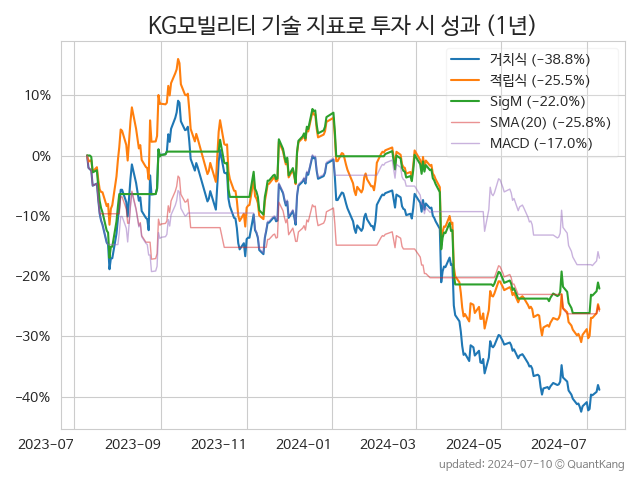 KG모빌리티 기술 지표로 투자 시 성과 (1년)
거치식 (−38.8%)
적립식 (−25.5%)
SigM (−22.0%)
SMA(20) (−25.8%)
MACD (−17.0%)
10%
0%
−10%
−20%
−30%
−40%
2023-07 2023-09 2023-11 2024-01 2024-03 2024-05 2024-07
updated: 2024-07-10 © QuantKang